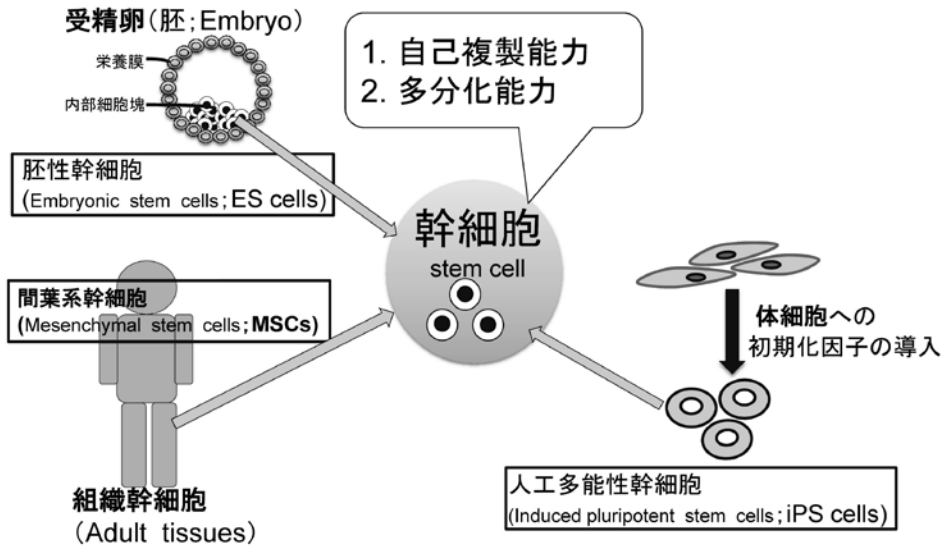 受精卵(胚;Embryo)
栄養膜
内部細胞塊
胚性幹細胞
(Embryonic stem cells;ES cells)
1. 自己複製能力
2. 多分化能力
幹細胞
stem cell
間葉系幹細胞
(Mesenchymal stem cells;MSCs)
組織幹細胞
(Adult tissues)
体細胞への
初期化因子の導入
人工多能性幹細胞
(Induced pluripotent stem cells;iPS cells)